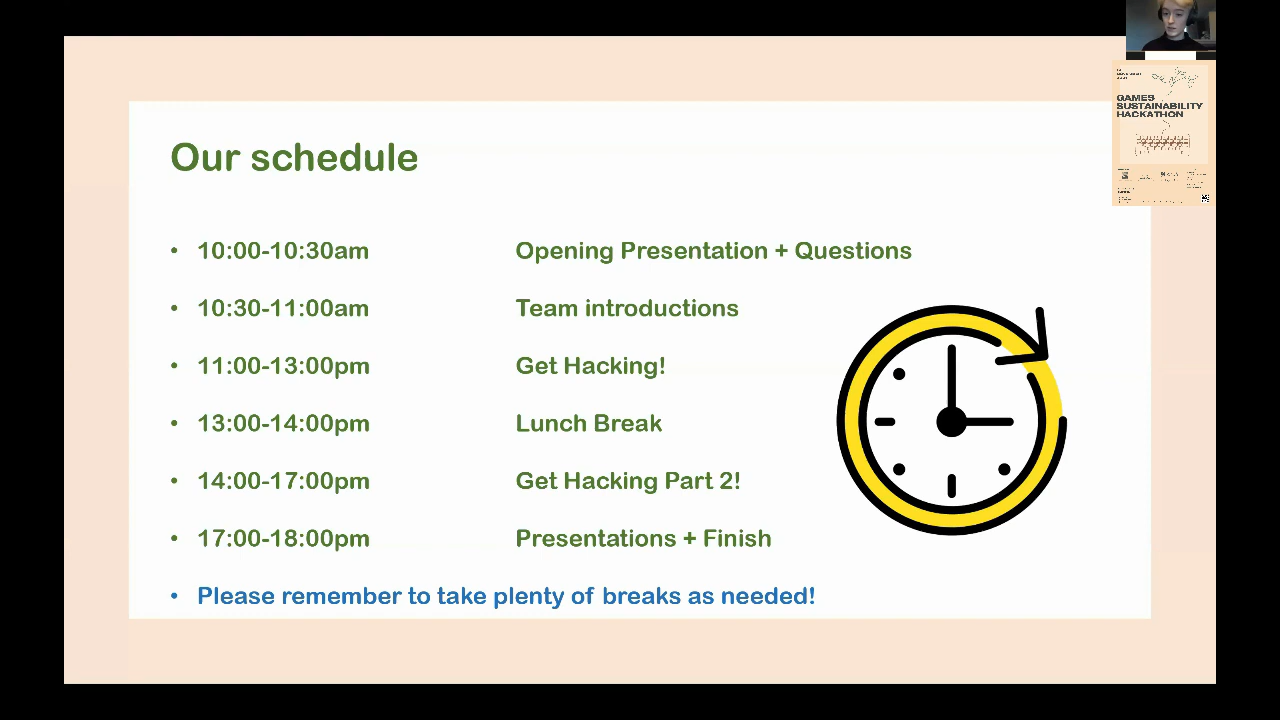 Our schedule
• 10:00-10:30am Opening Presentation + Questions
• 10:30-11:00am Team introductions
• 11:00-13:00pm Get Hacking!
• 13:00-14:00pm Lunch Break
• 14:00-17:00pm Get Hacking Part 2!
• 17:00-18:00pm Presentations + Finish
• Please remember to take plenty of breaks as needed!
GAMES
SUSTAINABILITY
HACKATHON